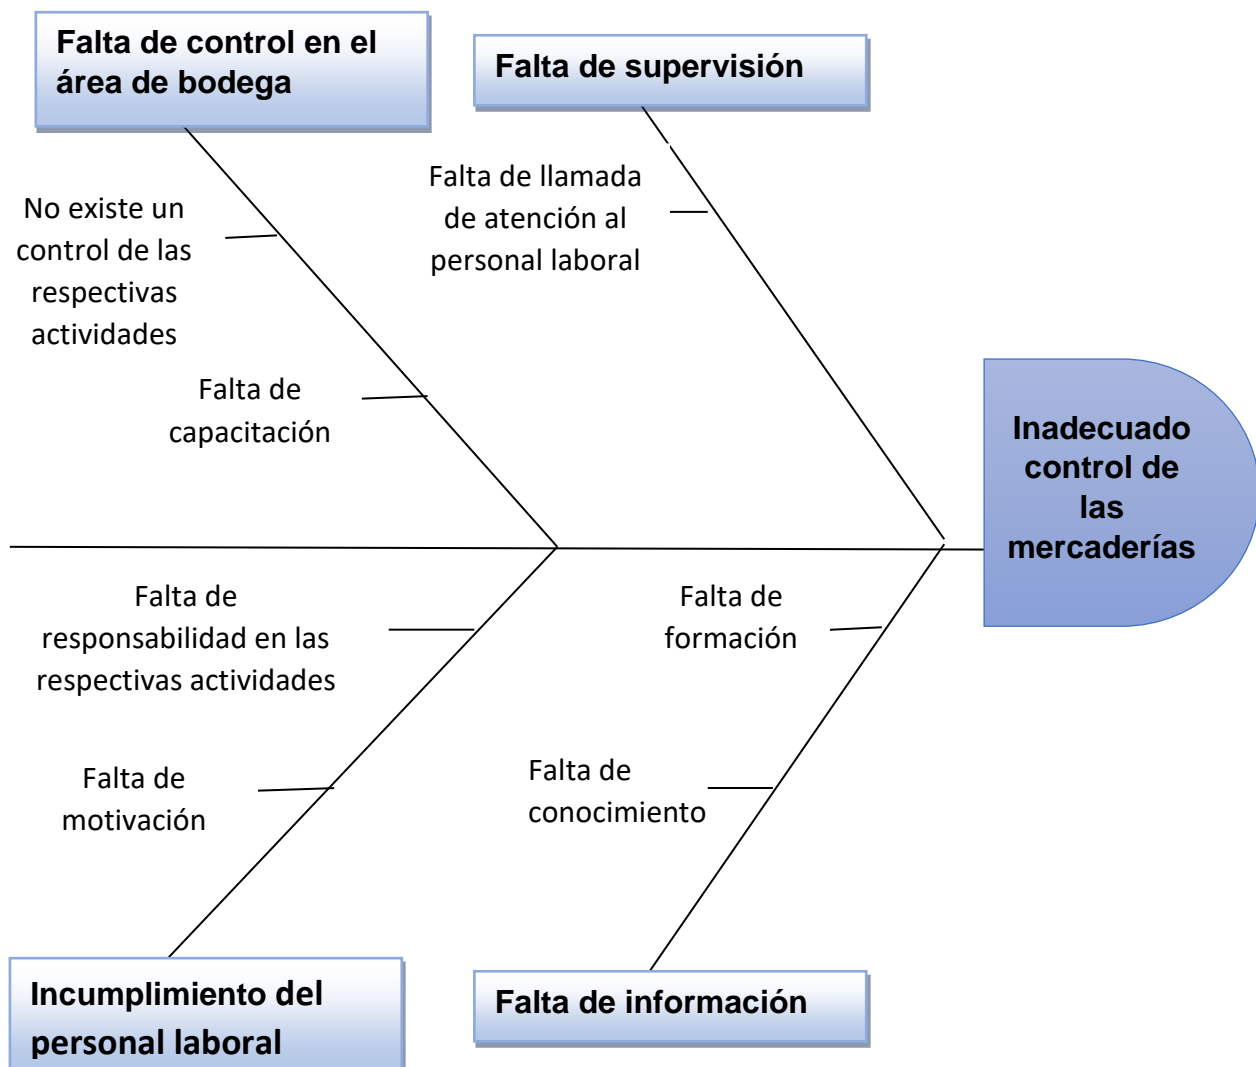 Falta de control en el
área de bodega
Falta de supervisión
No existe un
control de las
respectivas
actividades
Falta de
capacitación
Falta de llamada
de atención al
personal laboral
Inadecuado
control de
las
mercaderías
Falta de
responsabilidad en las
respectivas actividades
Falta de
motivación
Falta de
formación
Falta de
conocimiento
Incumplimiento del
personal laboral
Falta de información